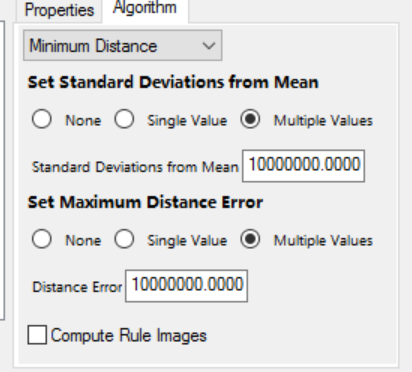 Properties Algorithm
Minimum Distance
Set Standard Deviations from Mean
None Single Value Multiple Values
Standard Deviations from Mean 10000000.0000
Set Maximum Distance Error
None Single Value Multiple Values
Distance Error 10000000.0000
Compute Rule Images